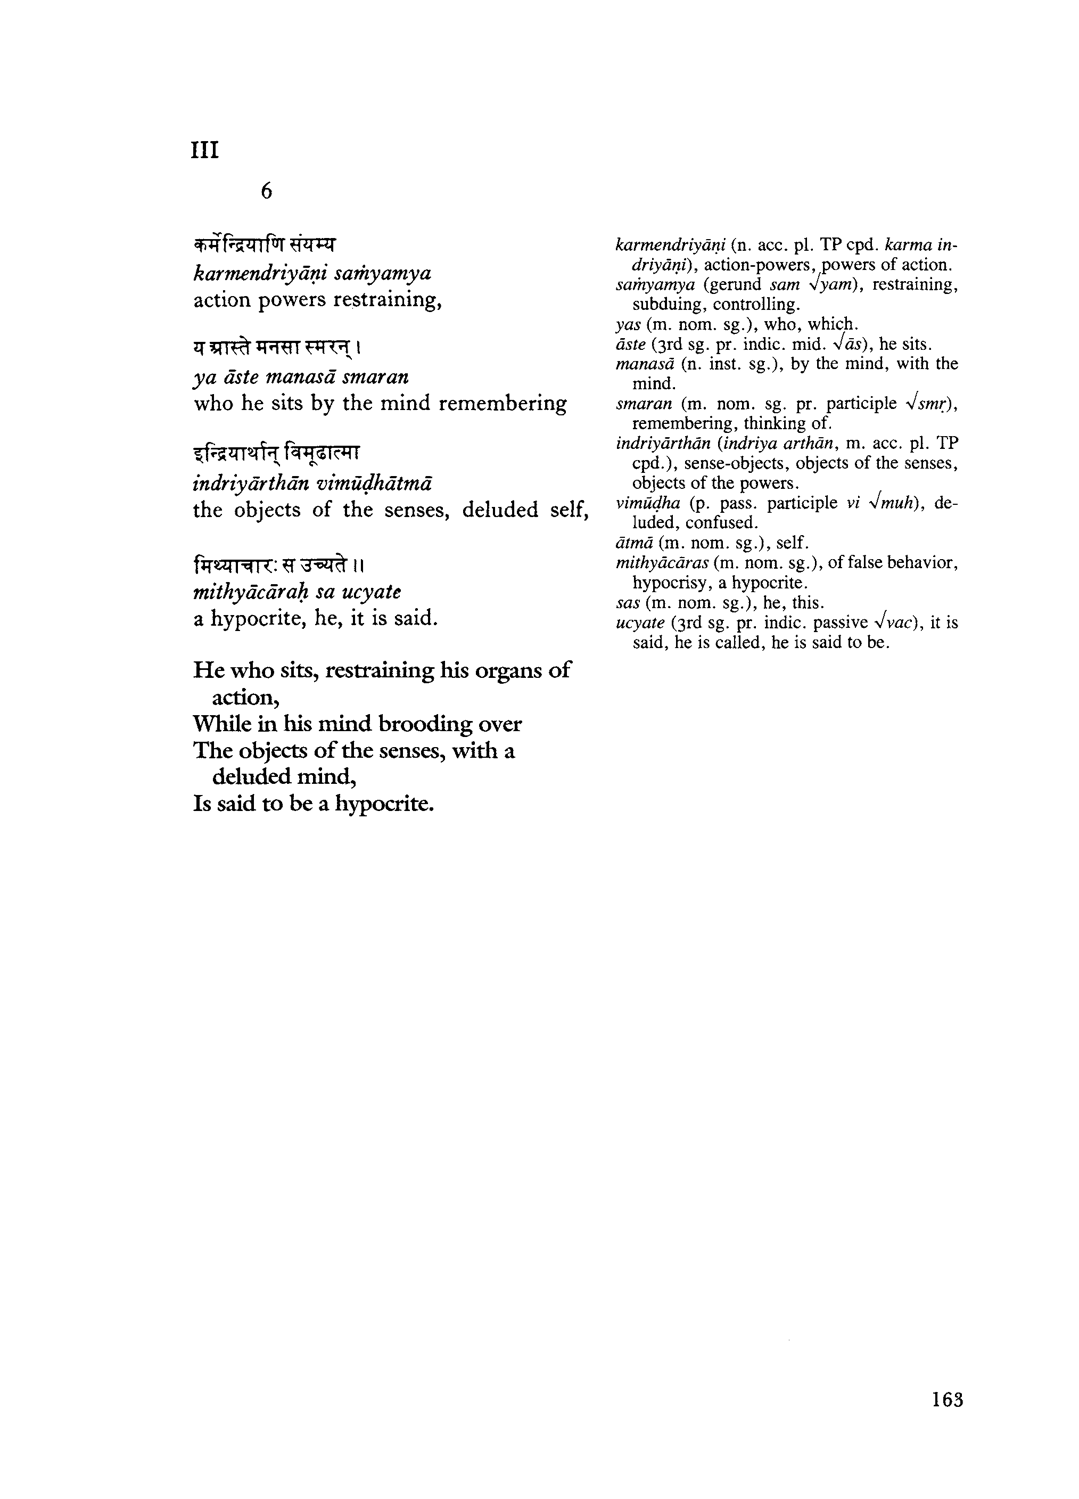 III
6
कर्मेन्द्रियाणि संयम्य
karmendriyāṇi saṁyamya
action powers restraining,
य आस्ते मनसा स्मरन् ।
ya āste manasā smaran
who he sits by the mind remembering
इन्द्रियार्थान् विमूढात्मा
indriyārthān vimūḍhātmā
the objects of the senses, deluded self,
मिथ्याचारः स उच्यते ॥
mithyācāraḥ sa ucyate
a hypocrite, he, it is said.
He who sits, restraining his organs of
action,
While in his mind brooding over
The objects of the senses, with a
deluded mind,
Is said to be a hypocrite.
karmendriyāṇi (n. acc. pl. TP cpd. karma in-
driyāṇi), action-powers, powers of action.
saṁyamya (gerund sam √yam), restraining,
subduing, controlling.
yas (m. nom. sg.), who, which.
āste (3rd sg. pr. indic. mid. √ās), he sits.
manasā (n. inst. sg.), by the mind, with the
mind.
smaran (m. nom. sg. pr. participle √smṛ),
remembering, thinking of.
indriyārthān (indriya arthān, m. acc. pl. TP
cpd.), sense-objects, objects of the senses,
objects of the powers.
vimūḍha (p. pass. participle vi √muh), de-
luded, confused.
ātmā (m. nom. sg.), self.
mithyācāras (m. nom. sg.), of false behavior,
hypocrisy, a hypocrite.
sas (m. nom. sg.), he, this.
ucyate (3rd sg. pr. indic. passive √vac), it is
said, he is called, he is said to be.
163